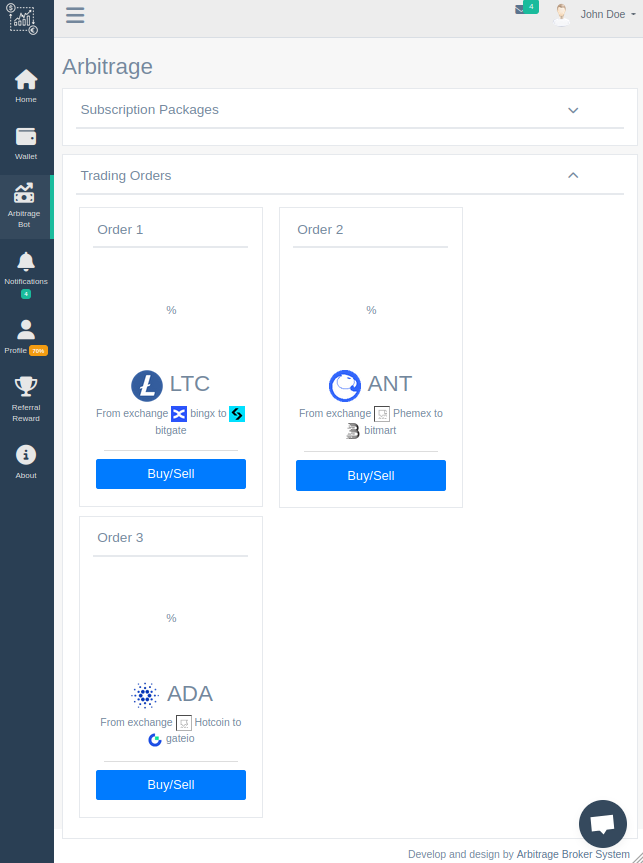 4
John Doe
Home
Wallet
Arbitrage
Bot
Notifications
4
Profile 70%
Referral
Reward
About
Arbitrage
Subscription Packages
Trading Orders
Order 1
%
LTC
From exchange bingx to
bitgate
Buy/Sell
Order 2
%
ANT
From exchange Phemex to
bitmart
Buy/Sell
Order 3
%
ADA
From exchange Hotcoin to
gateio
Buy/Sell
Develop and design by Arbitrage Broker System